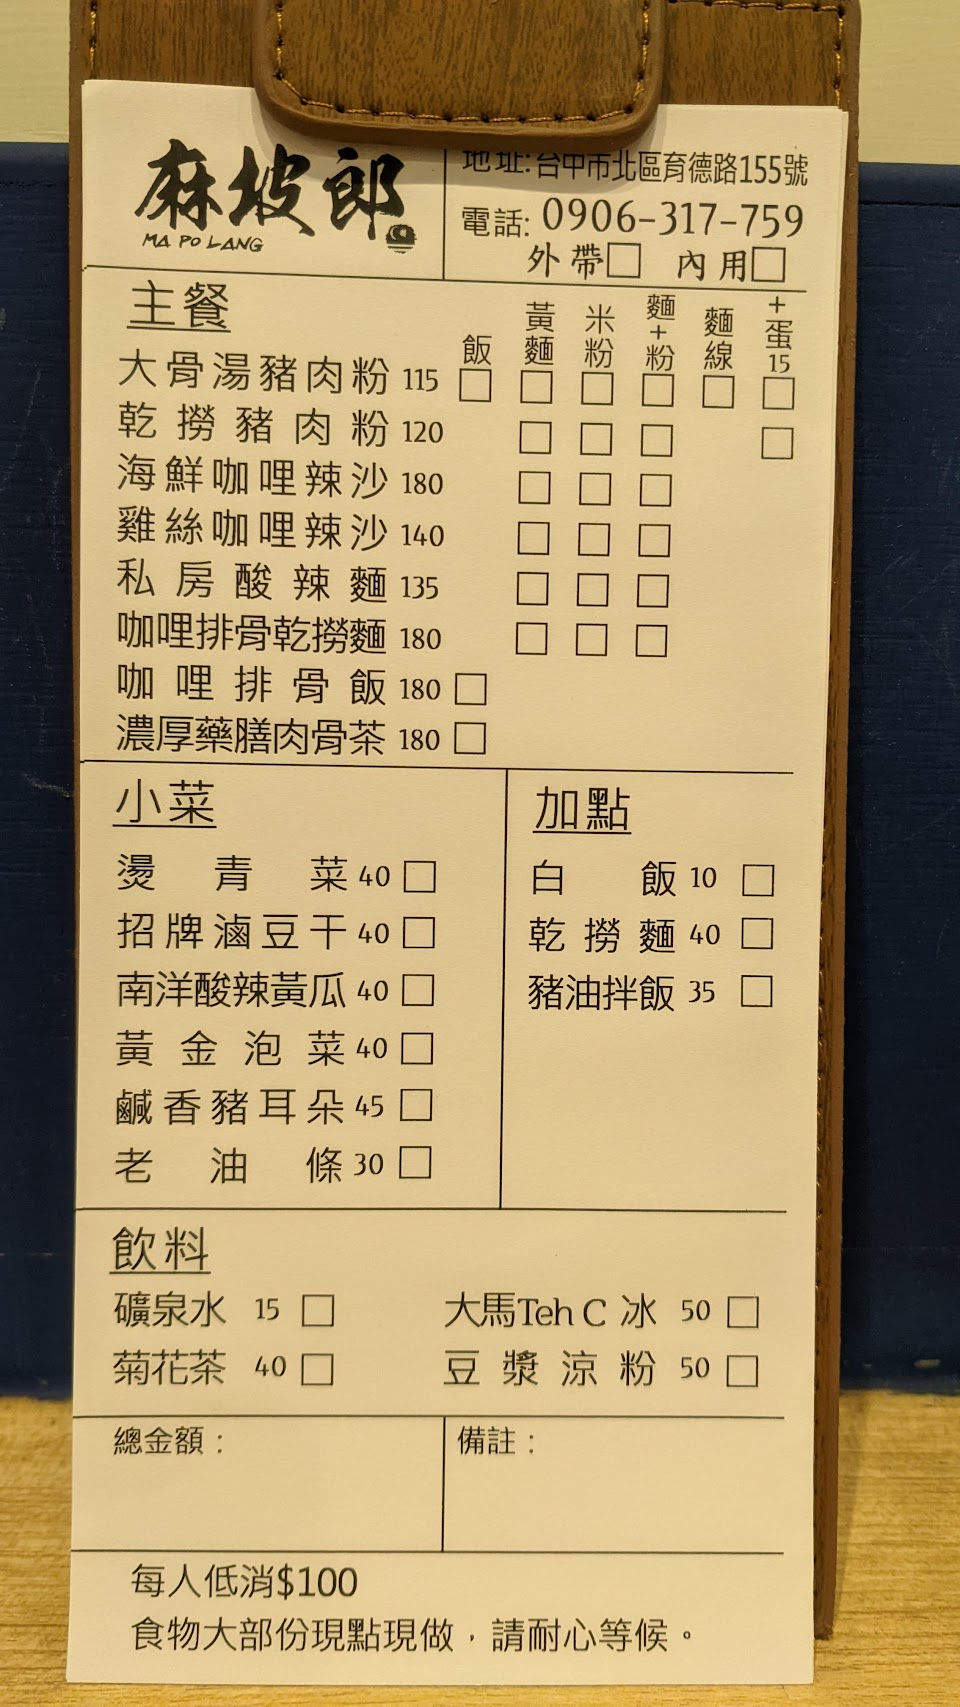 麻坡郎
MA PO LANG
地址:台中市北區育德路155號
電話: 0906-317-759
外帶□ 內用□
主餐
飯 黃麵 米粉 麵+粉 麵線 +蛋15
大骨湯豬肉粉 115 □ □ □ □ □ □
乾撈豬肉粉 120 □ □ □ □
海鮮咖哩辣沙 180 □ □ □
雞絲咖哩辣沙 140 □ □ □
私房酸辣麵 135 □ □ □
咖哩排骨乾撈麵 180 □ □ □
咖哩排骨飯 180 □
濃厚藥膳肉骨茶 180 □
小菜
燙青菜 40 □
招牌滷豆干 40 □
南洋酸辣黃瓜 40 □
黃金泡菜 40 □
鹹香豬耳朵 45 □
老油條 30 □
加點
白飯 10 □
乾撈麵 40 □
豬油拌飯 35 □
飲料
礦泉水 15 □ 大馬Teh C 冰 50 □
菊花茶 40 □ 豆漿涼粉 50 □
總金額：
備註：
每人低消$100
食物大部份現點現做，請耐心等候。